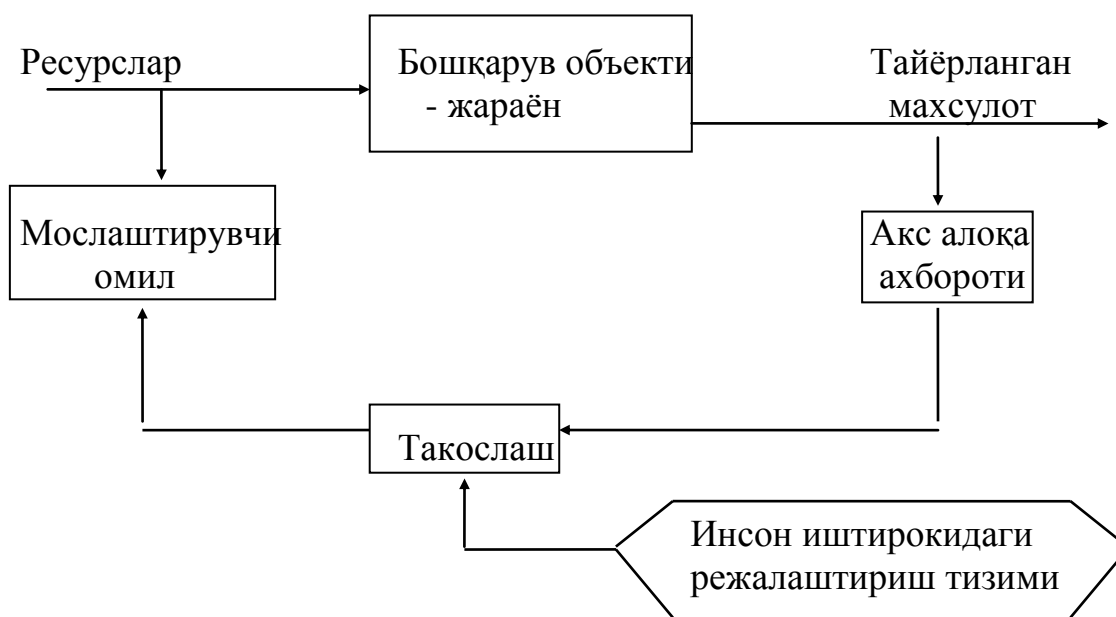 Ресурслар
Бошқарув объекти
- жараён
Тайёрланган
махсулот
Мослаштирувчи
омил
Акс алоқа
ахбороти
Такослаш
Инсон иштирокидаги
режалаштириш тизими